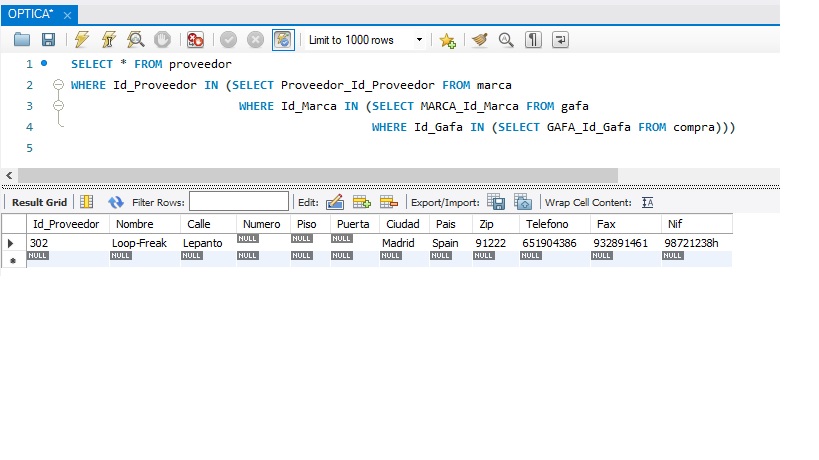 OPTICA*
Limit to 1000 rows
1 SELECT * FROM proveedor
2 WHERE Id_Proveedor IN (SELECT Proveedor_Id_Proveedor FROM marca
3 WHERE Id_Marca IN (SELECT MARCA_Id_Marca FROM gafa
4 WHERE Id_Gafa IN (SELECT GAFA_Id_Gafa FROM compra)))
5
Result Grid Filter Rows: Edit: Export/Import: Wrap Cell Content: IA
Id_Proveedor Nombre Calle Numero Piso Puerta Ciudad Pais Zip Telefono Fax Nif
302 Loop-Freak Lepanto NULL NULL NULL Madrid Spain 91222 651904386 932891461 98721238h
NULL NULL NULL NULL NULL NULL NULL NULL NULL NULL NULL NULL